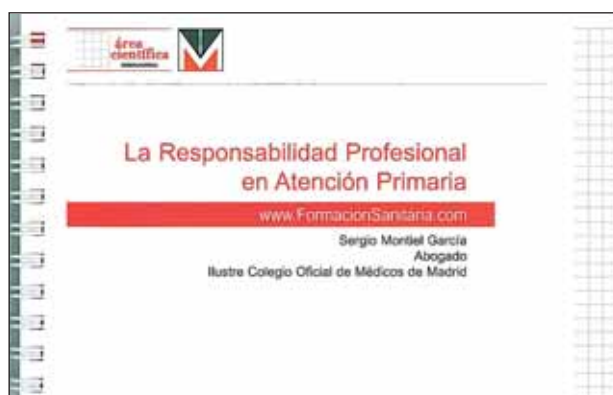 área
científica
La Responsabilidad Profesional
en Atención Primaria
www.FormacionSanitaria.com
Sergio Montiel García
Abogado
Ilustre Colegio Oficial de Médicos de Madrid